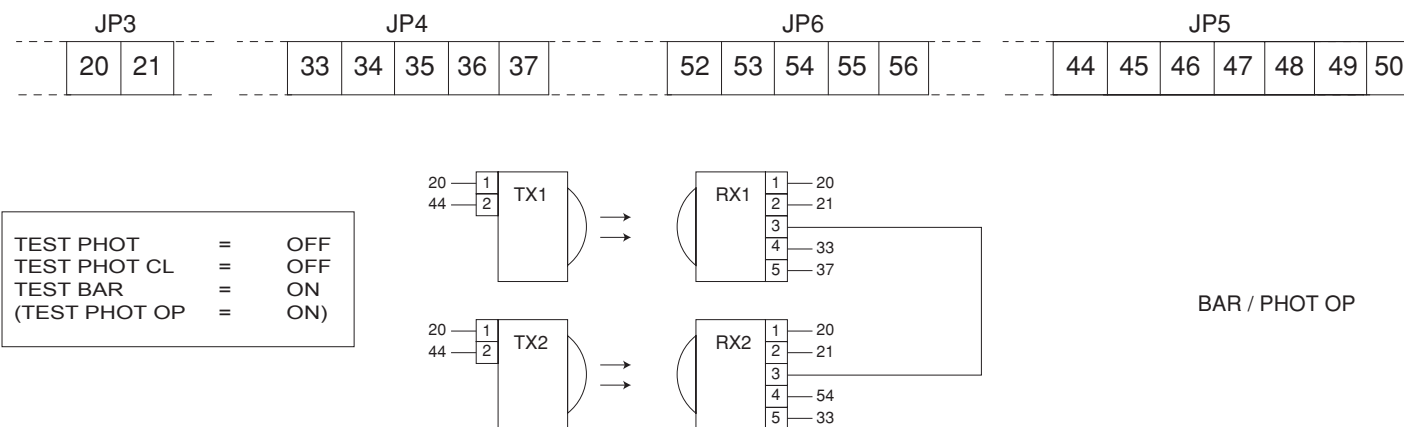 JP3 JP4 JP6 JP5
20 21 33 34 35 36 37 52 53 54 55 56 44 45 46 47 48 49 50
TEST PHOT = OFF
TEST PHOT CL = OFF
TEST BAR = ON
(TEST PHOT OP = ON)
20 1 TX1
44 2
RX1 1 20
2 21
3
4 33
5 37
20 1 TX2
44 2
RX2 1 20
2 21
3
4 54
5 33
BAR / PHOT OP